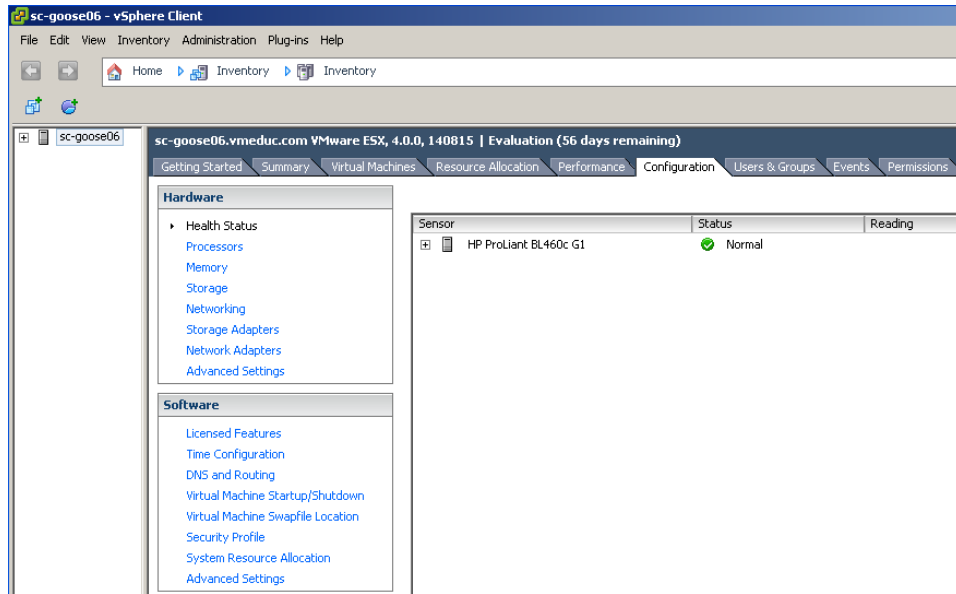 sc-goose06 - vSphere Client
File Edit View Inventory Administration Plug-ins Help
Home Inventory Inventory
sc-goose06
sc-goose06.vmeduc.com VMware ESX, 4.0.0, 140815 | Evaluation (56 days remaining)
Getting Started Summary Virtual Machines Resource Allocation Performance Configuration Users & Groups Events Permissions
Hardware
Health Status
Processors
Memory
Storage
Networking
Storage Adapters
Network Adapters
Advanced Settings
Software
Licensed Features
Time Configuration
DNS and Routing
Virtual Machine Startup/Shutdown
Virtual Machine Swapfile Location
Security Profile
System Resource Allocation
Advanced Settings
Sensor Status Reading
HP ProLiant BL460c G1 Normal